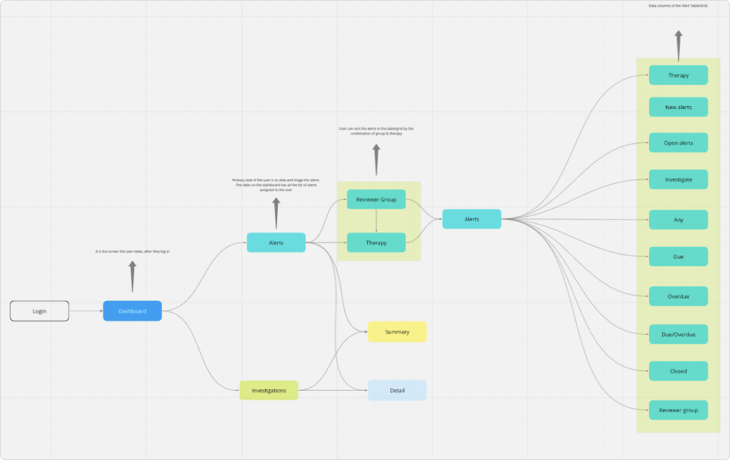 base columns of the alert Table/Grid.
Therapy
New alerts
Open alerts
Investigate
Any
Due
Overdue
Due/Overdue
Closed
Reviewer group
User can sort the alerts in the table/grid by the
combination of group & therapy
Reviewer Group
Therapy
Alerts
Primary task of the user is to view and triage the alerts.
The table on the dashboard has all the list of alerts
assigned to the user
Alerts
It is the screen the user views, after they log in
Login
Dashboard
Summary
Investigations
Detail